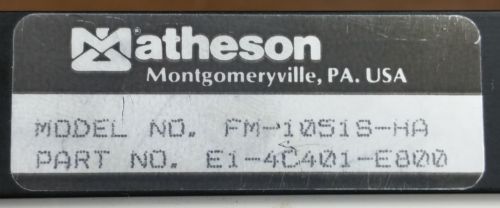 Matheson
Montgomeryville, PA. USA
MODEL NO. FM-1051S-HA
PART NO. E1-4C401-E800